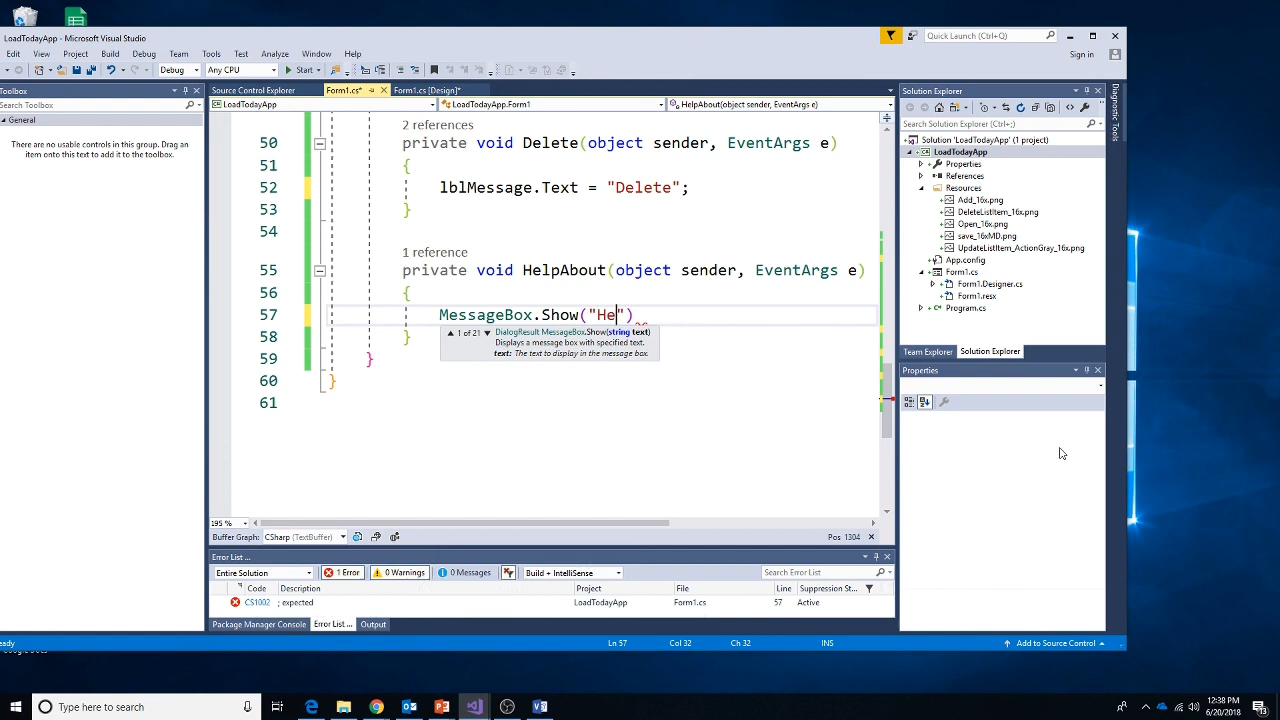 LoadTodayApp - Microsoft Visual Studio
Quick Launch (Ctrl+Q)
Edit View Project Build Debug Team Tools Test Analyze Window Help
Sign in
Debug Any CPU Start
Toolbox
Search Toolbox
General
There are no usable controls in this group. Drag an
item onto this text to add it to the toolbox.
Source Control Explorer Form1.cs* Form1.cs [Design]*
LoadTodayApp LoadTodayApp.Form1 HelpAbout(object sender, EventArgs e)
2 references
50 private void Delete(object sender, EventArgs e)
51 {
52 lblMessage.Text = "Delete";
53 }
54
1 reference
55 private void HelpAbout(object sender, EventArgs e)
56 {
57 MessageBox.Show("He")
1 of 21 DialogResult MessageBox.Show(string text)
Displays a message box with specified text.
text: The text to display in the message box.
58 }
59 }
60 }
61
195 %
Buffer Graph: CSharp (TextBuffer) Pos 1304
Error List ...
Entire Solution 1 Error 0 Warnings 0 Messages Build + IntelliSense Search Error List
Code Description Project File Line Suppression St...
CS1002 ; expected LoadTodayApp Form1.cs 57 Active
Package Manager Console Error List ... Output
Solution Explorer
Search Solution Explorer (Ctrl+;)
Solution 'LoadTodayApp' (1 project)
LoadTodayApp
Properties
References
Resources
Add_16x.png
DeleteListItem_16x.png
Open_16x.png
save_16xMD.png
UpdateListItem_ActionGray_16x.png
App.config
Form1.cs
Form1.Designer.cs
Form1.resx
Program.cs
Team Explorer Solution Explorer
Properties
Diagnostic Tools
eady Ln 57 Col 32 Ch 32 INS Add to Source Control
Type here to search
12:38 PM
6/20/2018